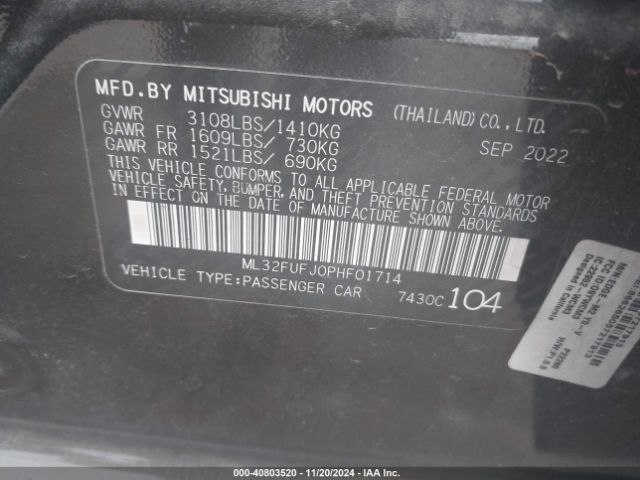 MFD.BY MITSUBISHI MOTORS (THAILAND)CO.,LTD.
GVWR 3108LBS/1410KG
GAWR FR 1609LBS/ 730KG SEP 2022
GAWR RR 1521LBS/ 690KG
THIS VEHICLE CONFORMS TO ALL APPLICABLE FEDERAL MOTOR
VEHICLE SAFETY, BUMPER, AND THEFT PREVENTION STANDARDS
IN EFFECT ON THE DATE OF MANUFACTURE SHOWN ABOVE.
ML32FUFJ0PHF01714
VEHICLE TYPE:PASSENGER CAR 7430C 104
Designed in California
000-40803520 - 11/20/2024 - IAA Inc.